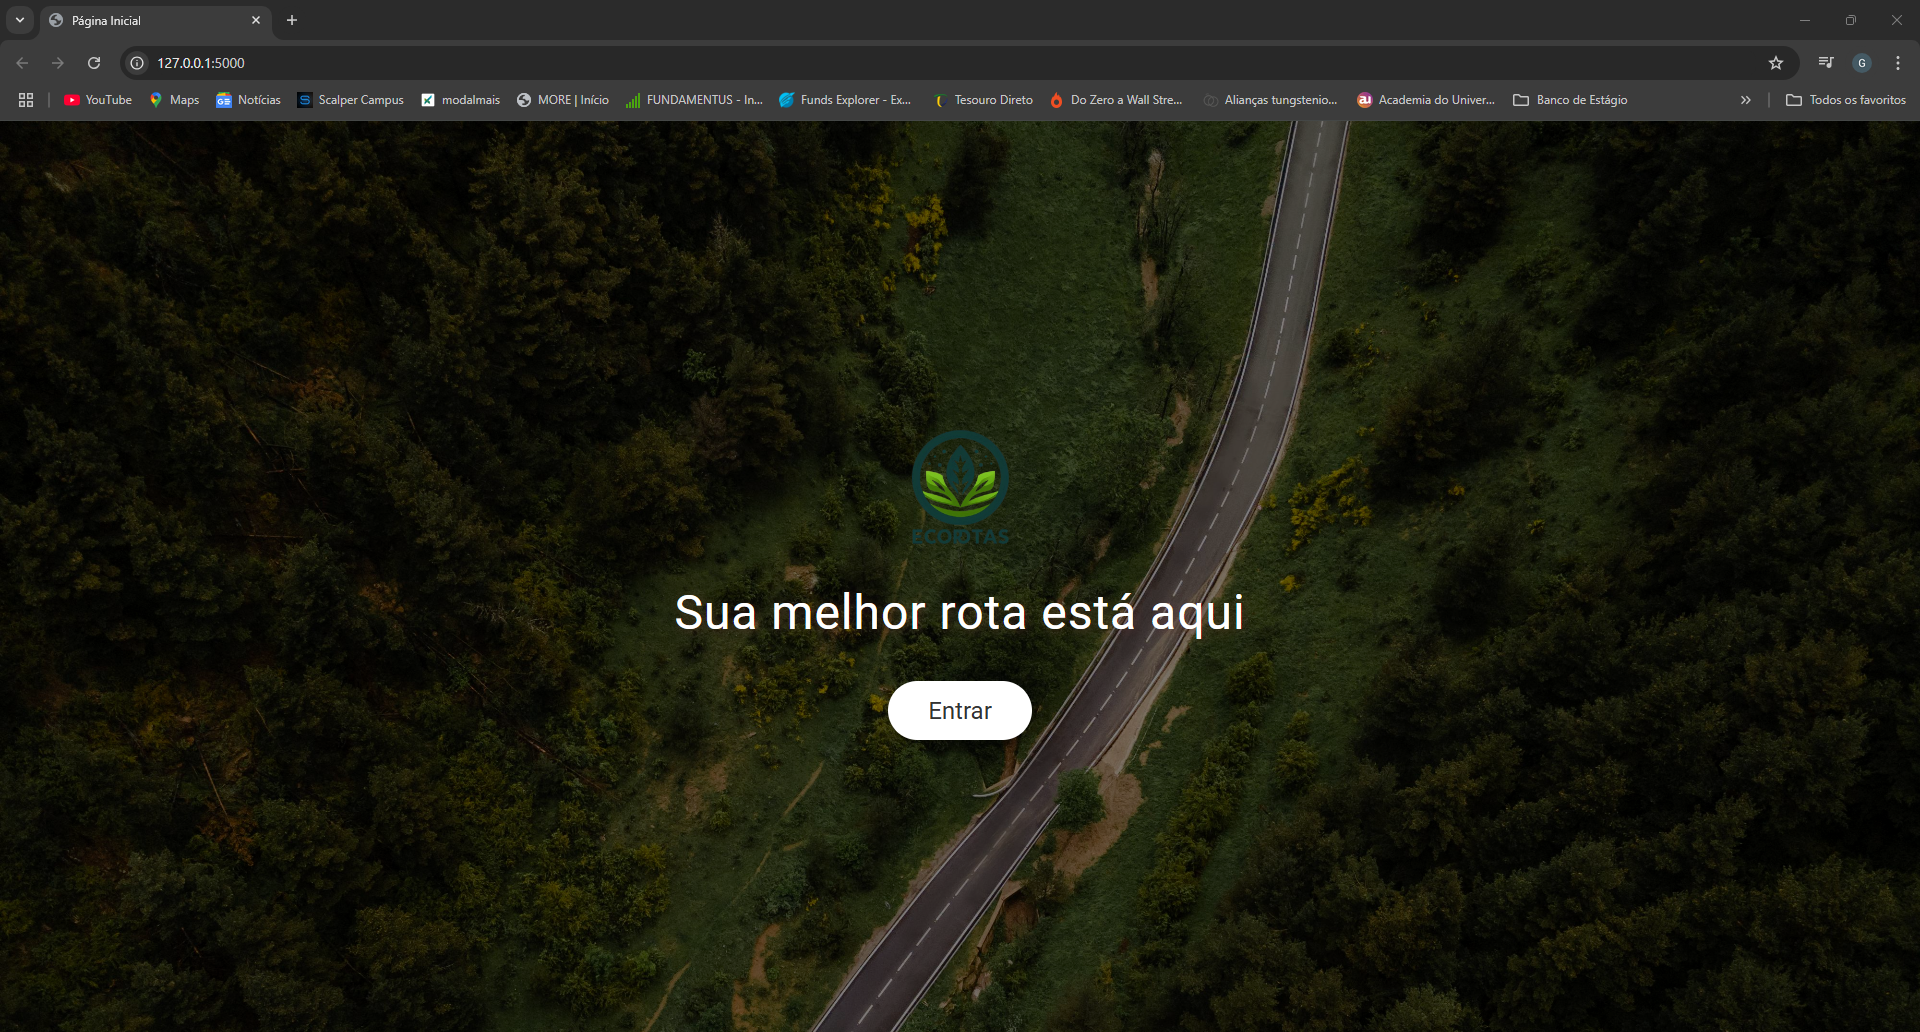 Página Inicial
127.0.0.1:5000
G
YouTube
Maps
GE
Notícias
S
Scalper Campus
modalmais
MORE | Início
FUNDAMENTUS - In...
Funds Explorer - Ex...
Tesouro Direto
Do Zero a Wall Stre...
Alianças tungstenio...
au
Academia do Univer...
Banco de Estágio
Todos os favoritos
Sua melhor rota está aqui
Entrar